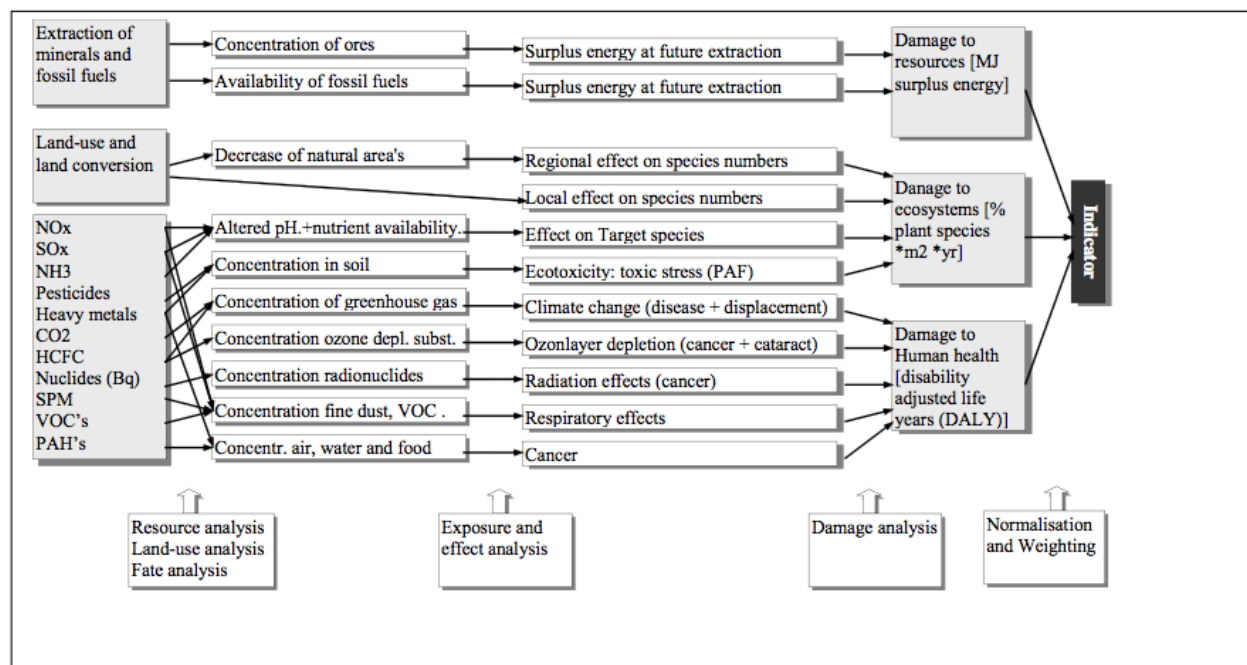 Extraction of
minerals and
fossil fuels
Concentration of ores
Surplus energy at future extraction
Damage to
resources [MJ
surplus energy]
Availability of fossil fuels
Surplus energy at future extraction
Land-use and
land conversion
Decrease of natural area's
Regional effect on species numbers
Local effect on species numbers
Danage to
ecosystems [%
plant species
*m2 *yr]
Indicator
NOx
SOx
NH3
Pesticides
Heavy metals
CO2
HCFC
Nuclides (Bq)
SPM
VOC's
PAH's
Altered pH.+nutrient availability.
Effect on Target species
Concentration in soil
Ecotoxicity: toxic stress (PAF)
Concentration of greenhouse gas
Climate change (disease + displacement)
Concentration ozone depl. subst.
Ozonlayer depletion (cancer + cataract)
Concentration radionuclides
Radiation effects (cancer)
Concentration fine dust, VOC .
Respiratory effects
Concentr. air, water and food
Cancer
Damage to
Human health
[disability
adjusted life
years (DALY)]
Resource analysis
Land-use analysis
Fate analysis
Exposure and
effect analysis
Damage analysis
Normalisation
and Weighting